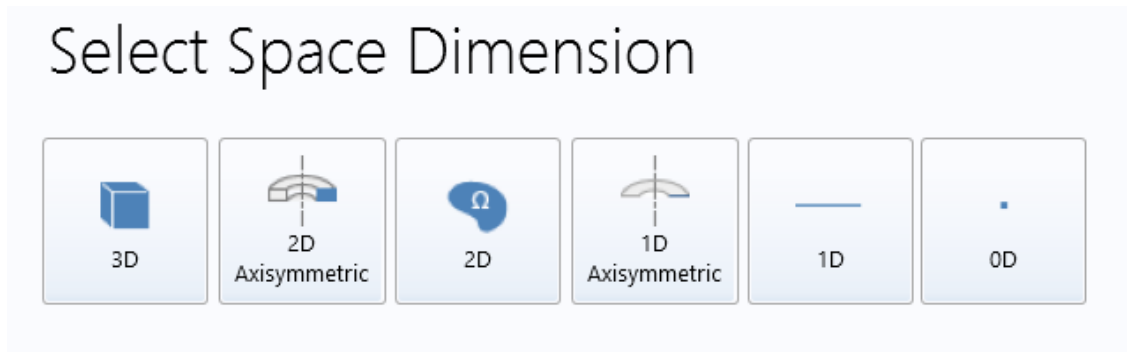 Select Space Dimension
Ω
3D
2D
Axisymmetric
2D
1D
Axisymmetric
1D
0D